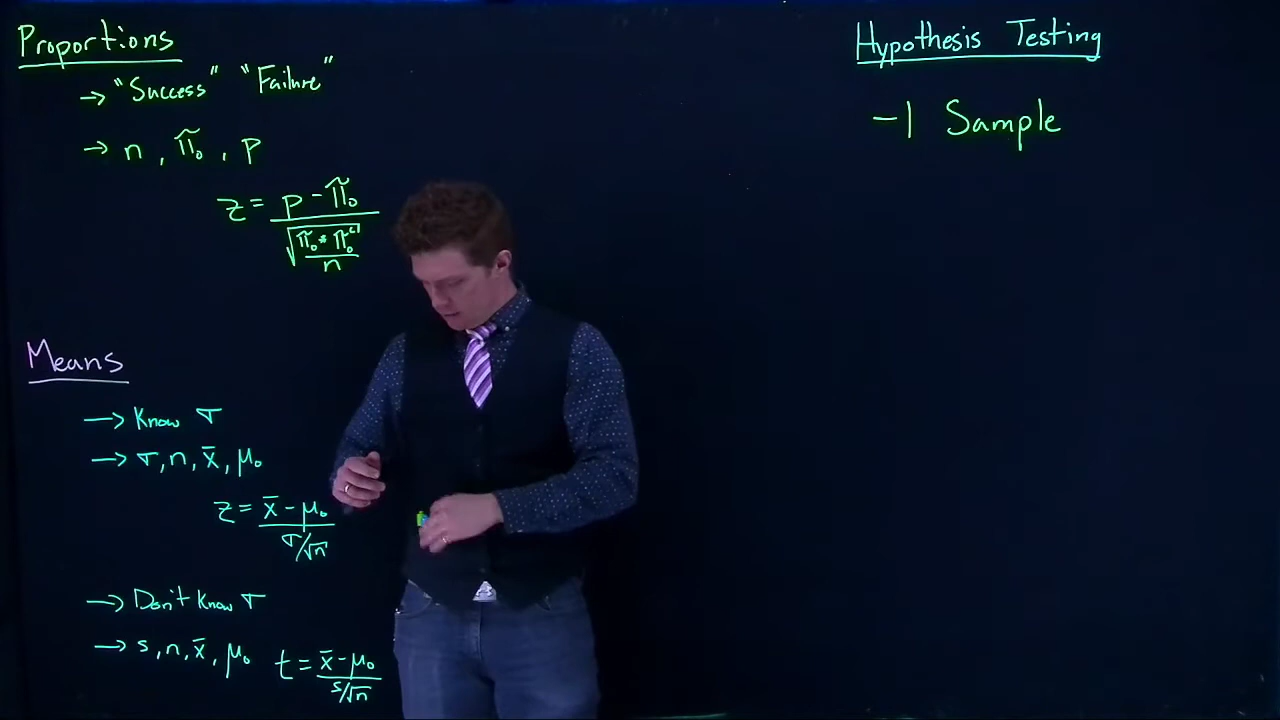 Proportions
→ "Success" "Failure"
→ n, π₀, p
z = (p - π₀) / √(π₀ * π₀ᶜ / n)
Means
→ Know σ
→ σ, n, x̄, μ₀
z = (x̄ - μ₀) / (σ/√n)
→ Don't Know σ
→ s, n, x̄, μ₀ t = (x̄ - μ₀) / (s/√n)
Hypothesis Testing
- 1 Sample